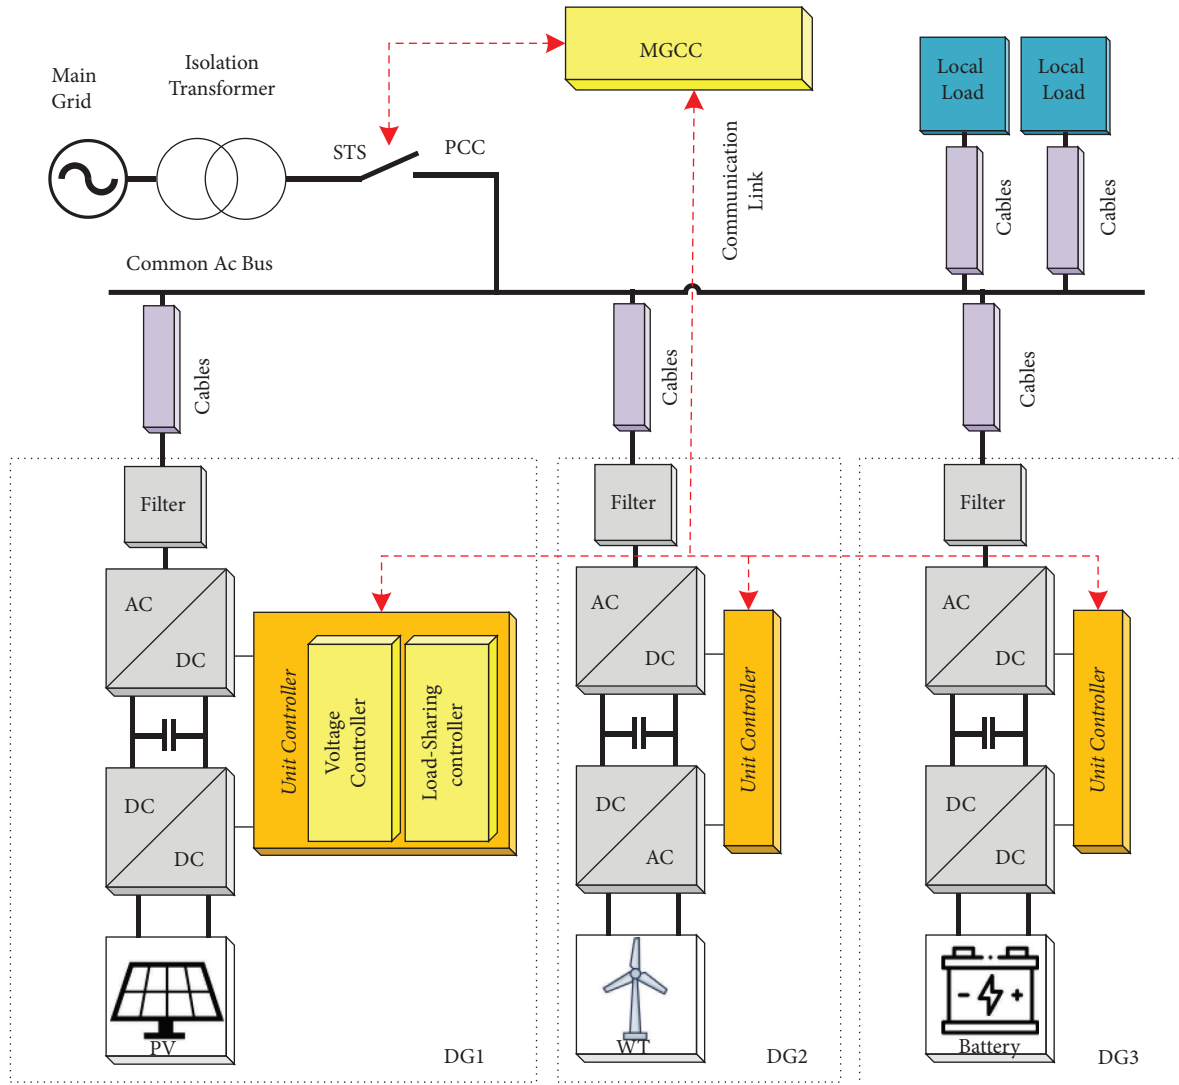 Main
Grid
Isolation
Transformer
STS
PCC
MGCC
Communication
Link
Local
Load
Local
Load
Cables
Cables
Common Ac Bus
Cables
Cables
Cables
Filter
AC
DC
DC
DC
Unit Controller
Voltage
Controller
Load-Sharing
controller
PV
DG1
Filter
AC
DC
DC
AC
Unit Controller
WT
DG2
Filter
AC
DC
DC
DC
Unit Controller
Battery
DG3